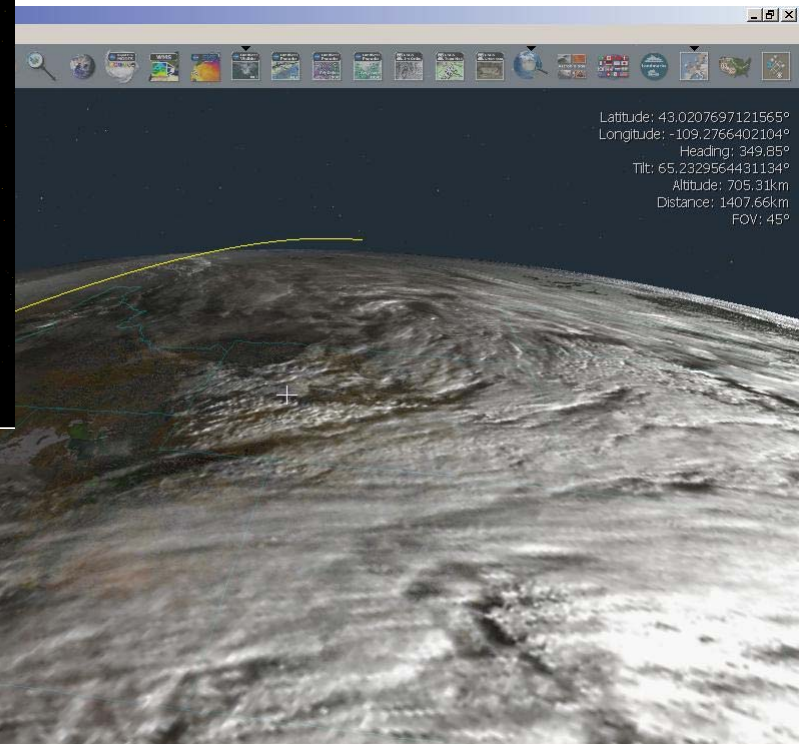 Latitude: 43.0207697121565°
Longitude: -109.2766402104°
Heading: 349.85°
Tilt: 65.2329564431134°
Altitude: 705.31km
Distance: 1407.66km
FOV: 45°